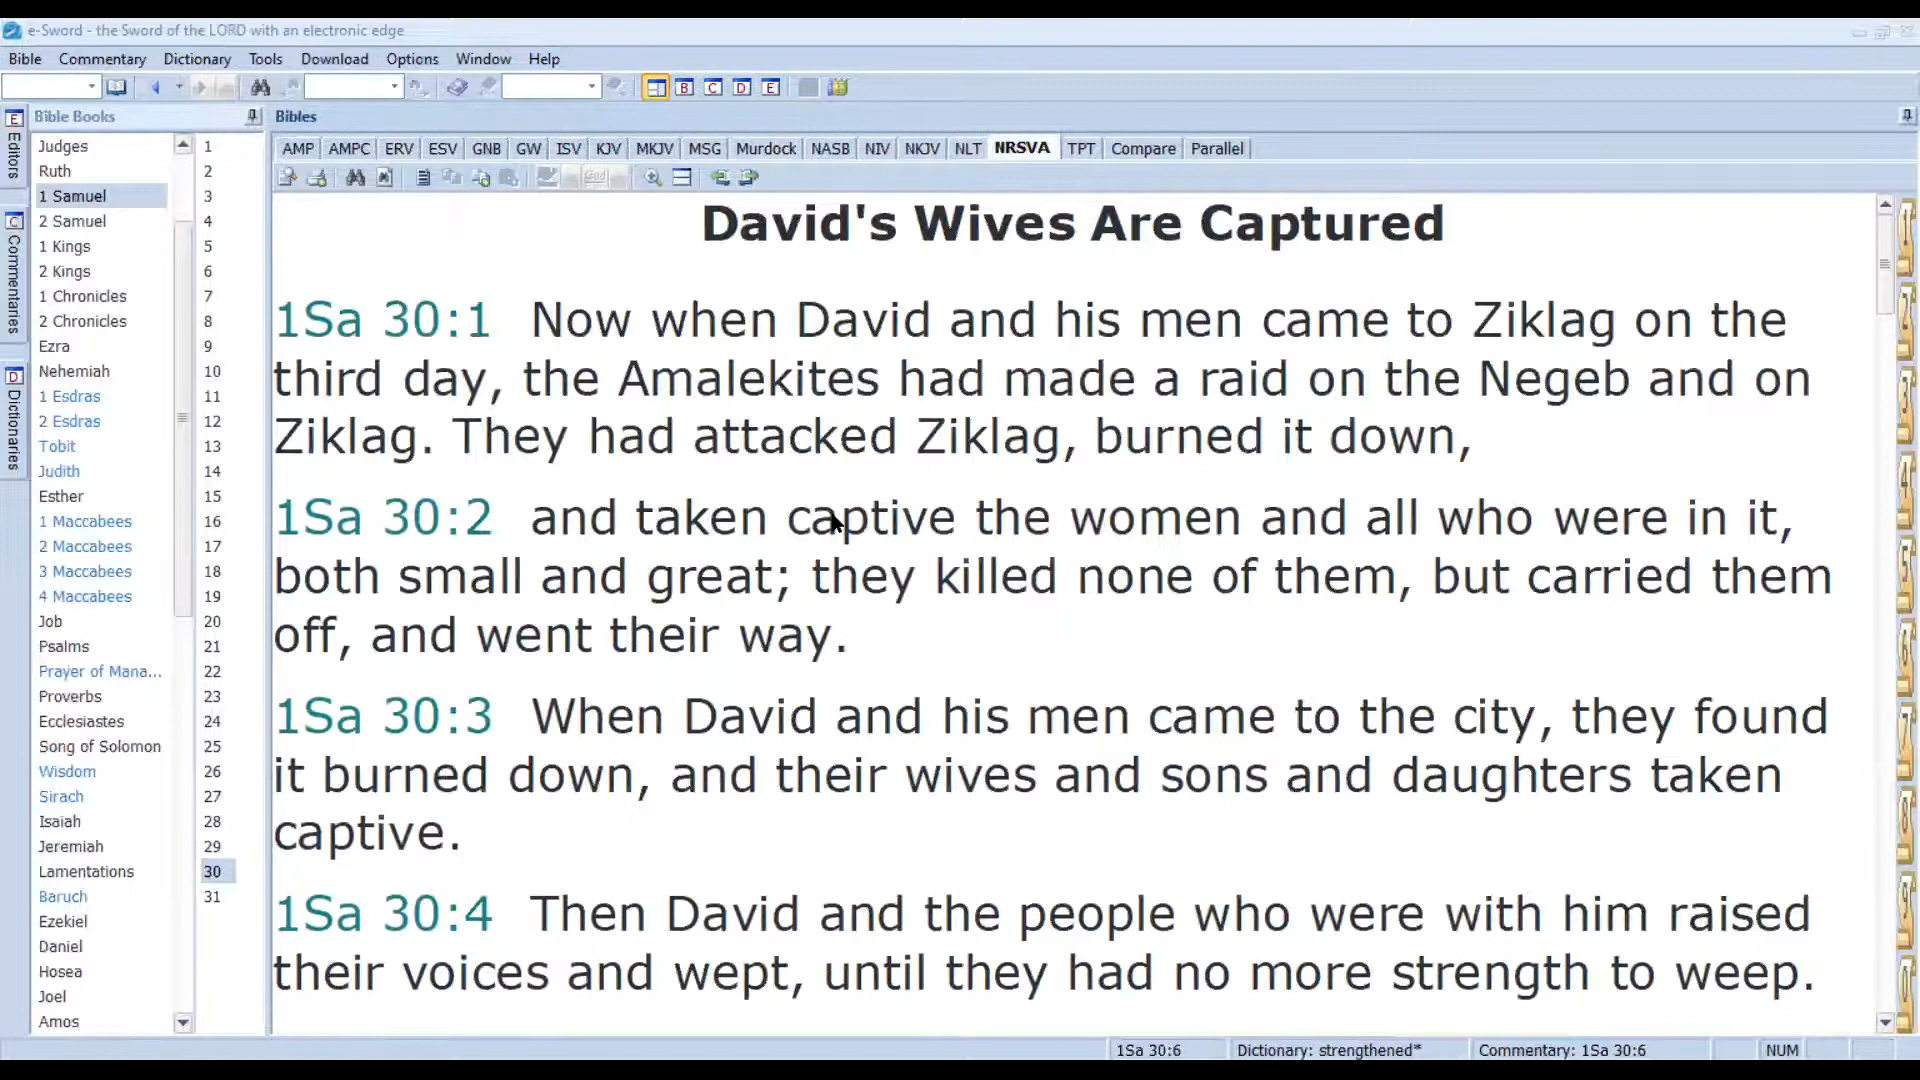 e-Sword - the Sword of the LORD with an electronic edge
Bible Commentary Dictionary Tools Download Options Window Help
B C D E
E Editors
C Commentaries
D Dictionaries
Bible Books
Judges
Ruth
1 Samuel
2 Samuel
1 Kings
2 Kings
1 Chronicles
2 Chronicles
Ezra
Nehemiah
1 Esdras
2 Esdras
Tobit
Judith
Esther
1 Maccabees
2 Maccabees
3 Maccabees
4 Maccabees
Job
Psalms
Prayer of Mana...
Proverbs
Ecclesiastes
Song of Solomon
Wisdom
Sirach
Isaiah
Jeremiah
Lamentations
Baruch
Ezekiel
Daniel
Hosea
Joel
Amos
1
2
3
4
5
6
7
8
9
10
11
12
13
14
15
16
17
18
19
20
21
22
23
24
25
26
27
28
29
30
31
Bibles
AMP AMPC ERV ESV GNB GW ISV KJV MKJV MSG Murdock NASB NIV NKJV NLT NRSVA TPT Compare Parallel
David's Wives Are Captured
1Sa 30:1 Now when David and his men came to Ziklag on the
third day, the Amalekites had made a raid on the Negeb and on
Ziklag. They had attacked Ziklag, burned it down,
1Sa 30:2 and taken captive the women and all who were in it,
both small and great; they killed none of them, but carried them
off, and went their way.
1Sa 30:3 When David and his men came to the city, they found
it burned down, and their wives and sons and daughters taken
captive.
1Sa 30:4 Then David and the people who were with him raised
their voices and wept, until they had no more strength to weep.
1Sa 30:6 Dictionary: strengthened* Commentary: 1Sa 30:6 NUM